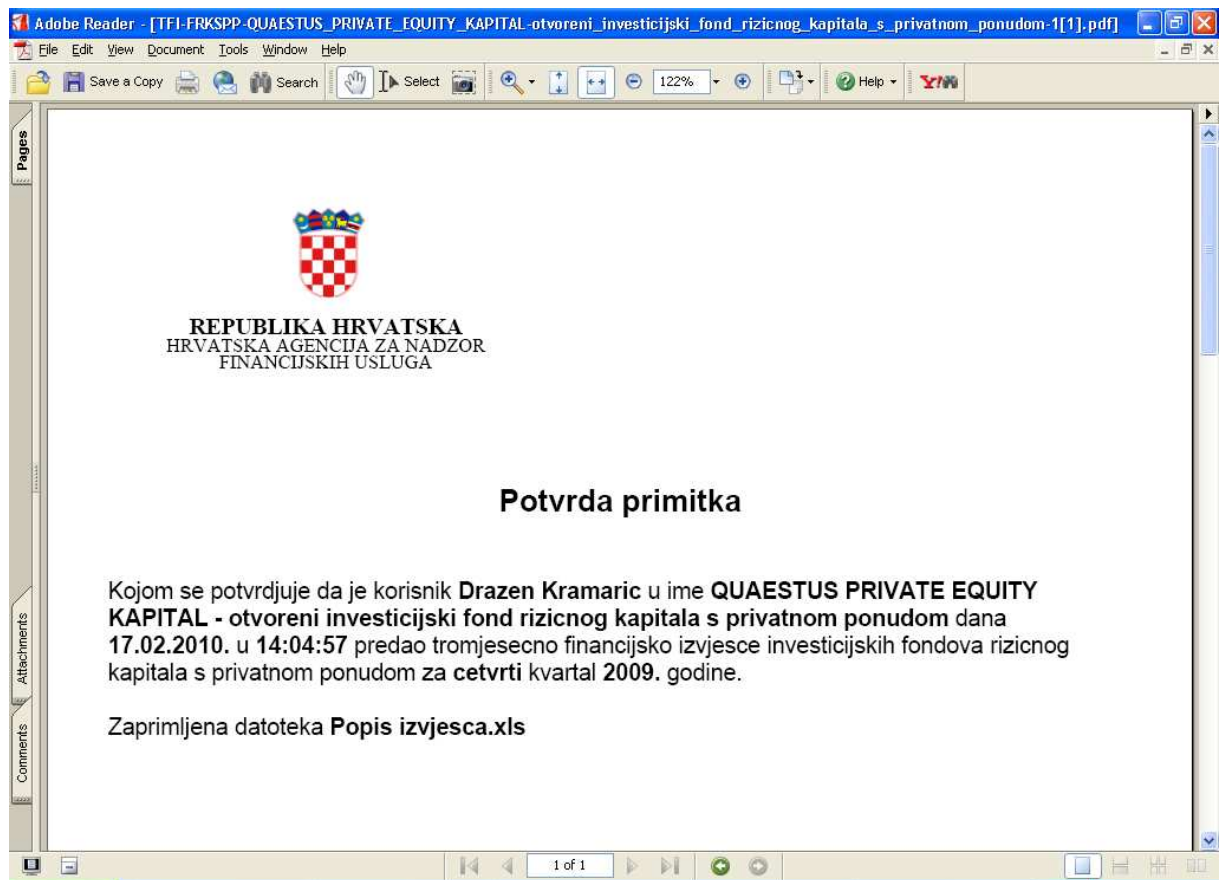 Adobe Reader - [TFI-FRKSPP-QUAESTUS_PRIVATE_EQUITY_KAPITAL-otvoreni_investicijski_fond_rizicnog_kapitala_s_privatnom_ponudom-1[1].pdf]
File Edit View Document Tools Window Help
Save a Copy Search Select 122% Help Y!
Pages
REPUBLIKA HRVATSKA
HRVATSKA AGENCIJA ZA NADZOR
FINANCIJSKIH USLUGA
Potvrda primitka
Kojom se potvrdjuje da je korisnik Drazen Kramaric u ime QUAESTUS PRIVATE EQUITY
KAPITAL - otvoreni investicijski fond rizicnog kapitala s privatnom ponudom dana
17.02.2010. u 14:04:57 predao tromjesecno financijsko izvjesce investicijskih fondova rizicnog
kapitala s privatnom ponudom za cetvrti kvartal 2009. godine.
Zaprimljena datoteka Popis izvjesca.xls
Attachments
Comments
1 of 1